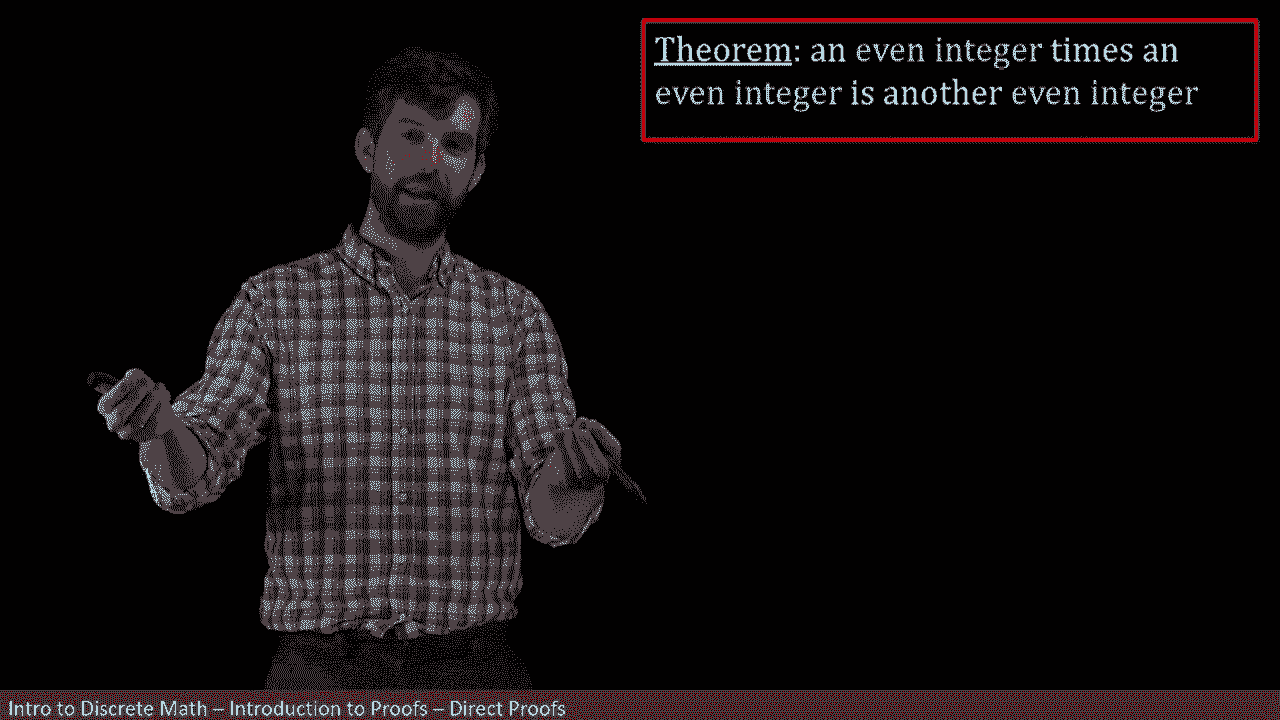 Theorem: an even integer times an
even integer is another even integer
Intro to Discrete Math – Introduction to Proofs – Direct Proofs